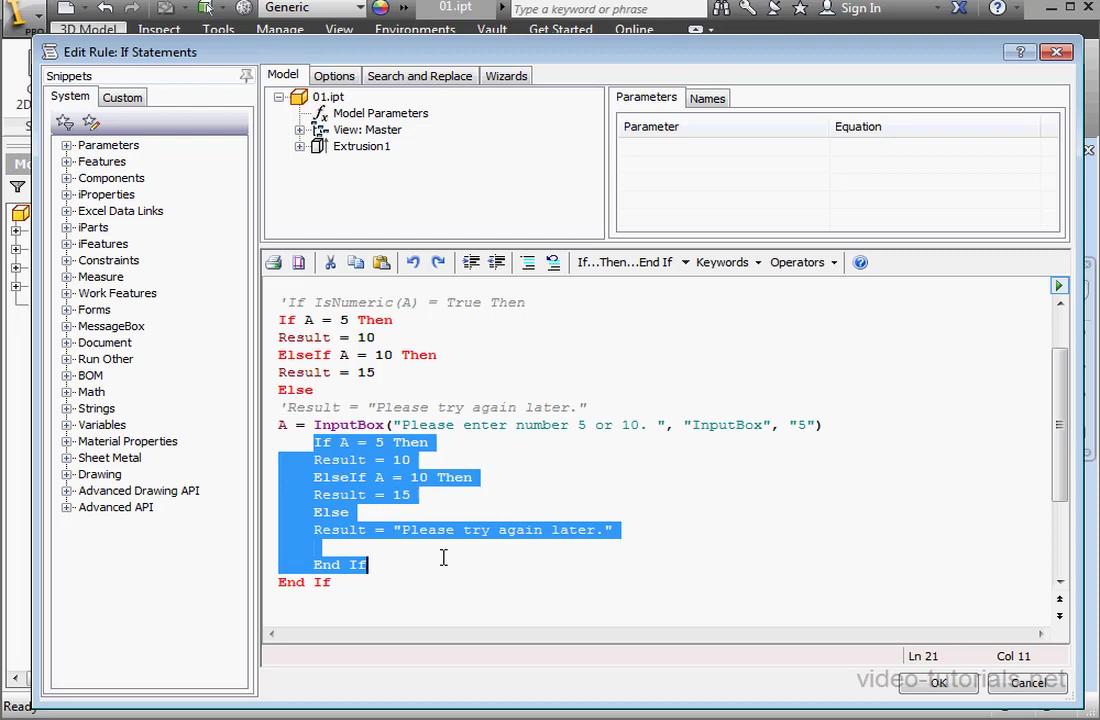 Generic
01.ipt
Type a keyword or phrase
Sign In
PRO
3D Model
Inspect
Tools
Manage
View
Environments
Vault
Get Started
Online
Edit Rule: If Statements
Snippets
System
Custom
Parameters
Features
Components
iProperties
Excel Data Links
iParts
iFeatures
Constraints
Measure
Work Features
Forms
MessageBox
Document
Run Other
BOM
Math
Strings
Variables
Material Properties
Sheet Metal
Drawing
Advanced Drawing API
Advanced API
Model
Options
Search and Replace
Wizards
01.ipt
Model Parameters
View: Master
Extrusion1
Parameters
Names
Parameter
Equation
If...Then...End If
Keywords
Operators
'If IsNumeric(A) = True Then
If A = 5 Then
Result = 10
ElseIf A = 10 Then
Result = 15
Else
'Result = "Please try again later."
A = InputBox("Please enter number 5 or 10. ", "InputBox", "5")
If A = 5 Then
Result = 10
ElseIf A = 10 Then
Result = 15
Else
Result = "Please try again later."
End If
End If
Ln 21
Col 11
OK
Cancel
video-tutorials.net